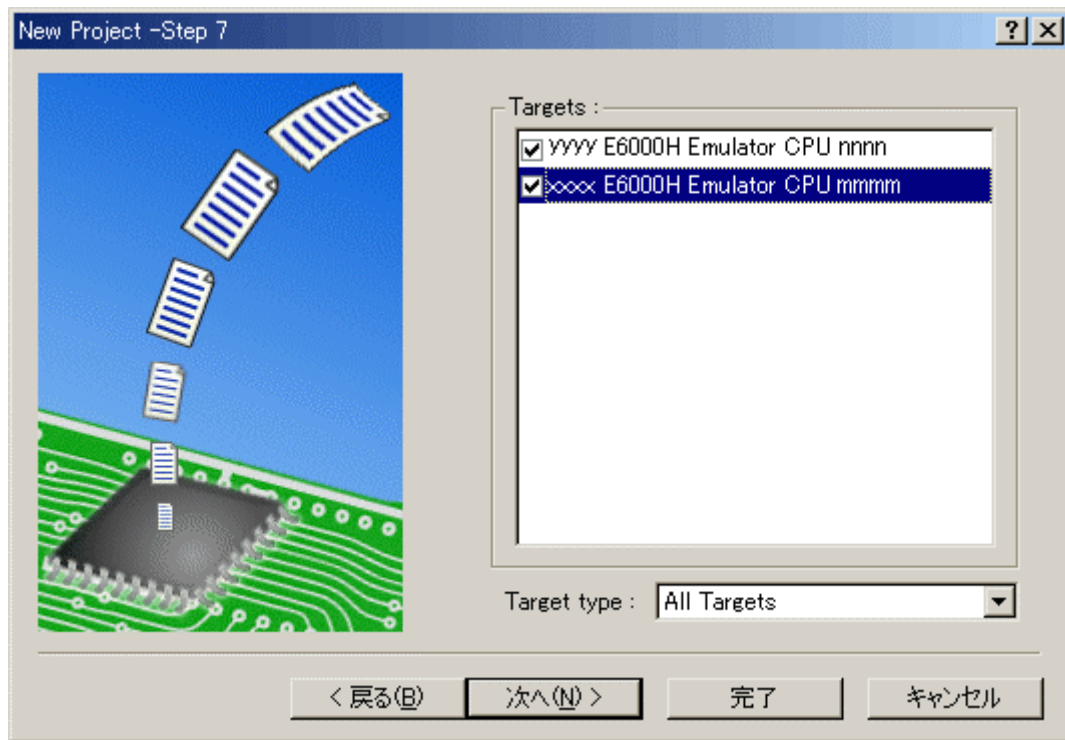 New Project -Step 7
Targets :
yyyy E6000H Emulator CPU nnnn
xxxx E6000H Emulator CPU mmmm
Target type : All Targets
< 戻る(B) 次へ(N) > 完了 キャンセル